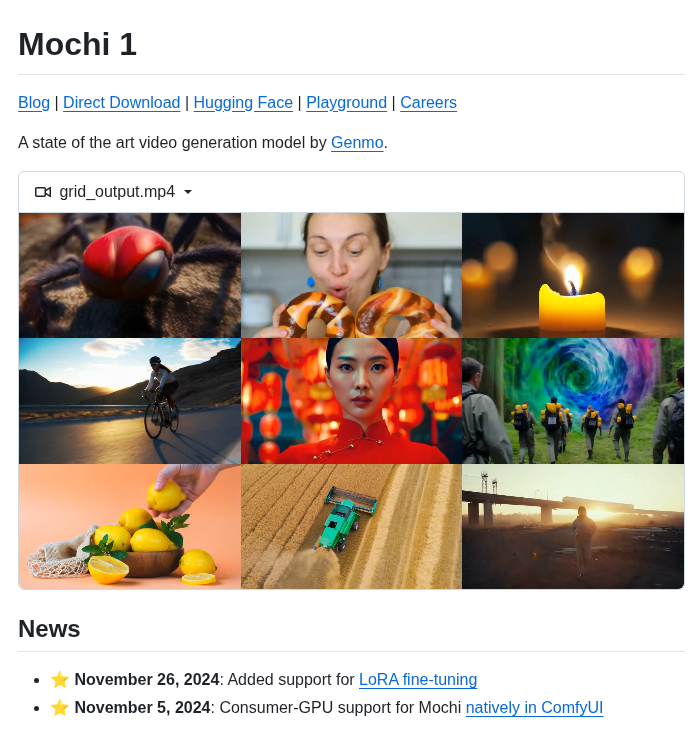 Mochi 1
Blog | Direct Download | Hugging Face | Playground | Careers
A state of the art video generation model by Genmo.
grid_output.mp4
News
⭐ November 26, 2024: Added support for LoRA fine-tuning
⭐ November 5, 2024: Consumer-GPU support for Mochi natively in ComfyUI